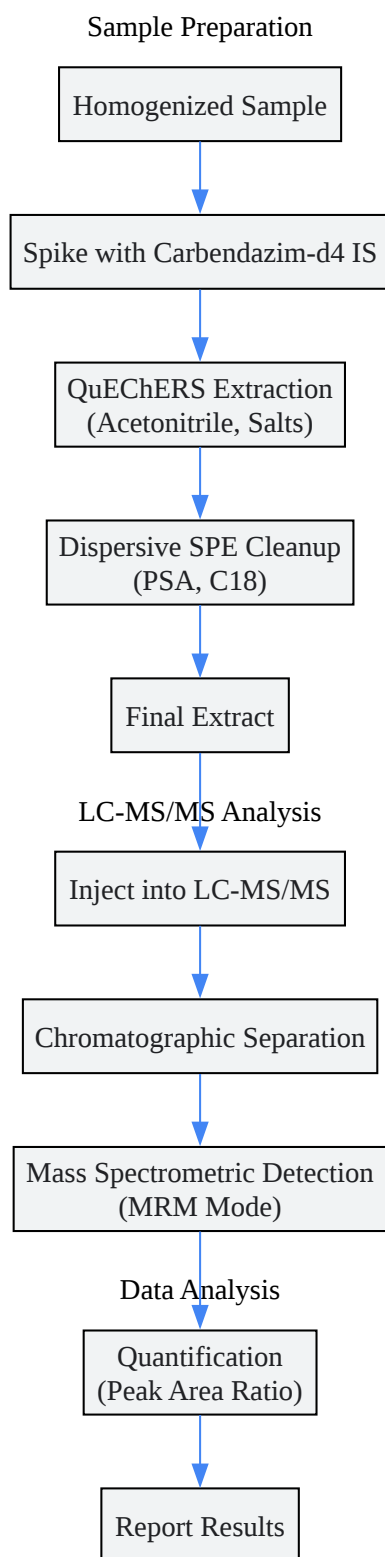 Sample Preparation
Homogenized Sample
Spike with Carbendazim-d4 IS
QuEChERS Extraction
(Acetonitrile, Salts)
Dispersive SPE Cleanup
(PSA, C18)
Final Extract
LC-MS/MS Analysis
Inject into LC-MS/MS
Chromatographic Separation
Mass Spectrometric Detection
(MRM Mode)
Data Analysis
Quantification
(Peak Area Ratio)
Report Results